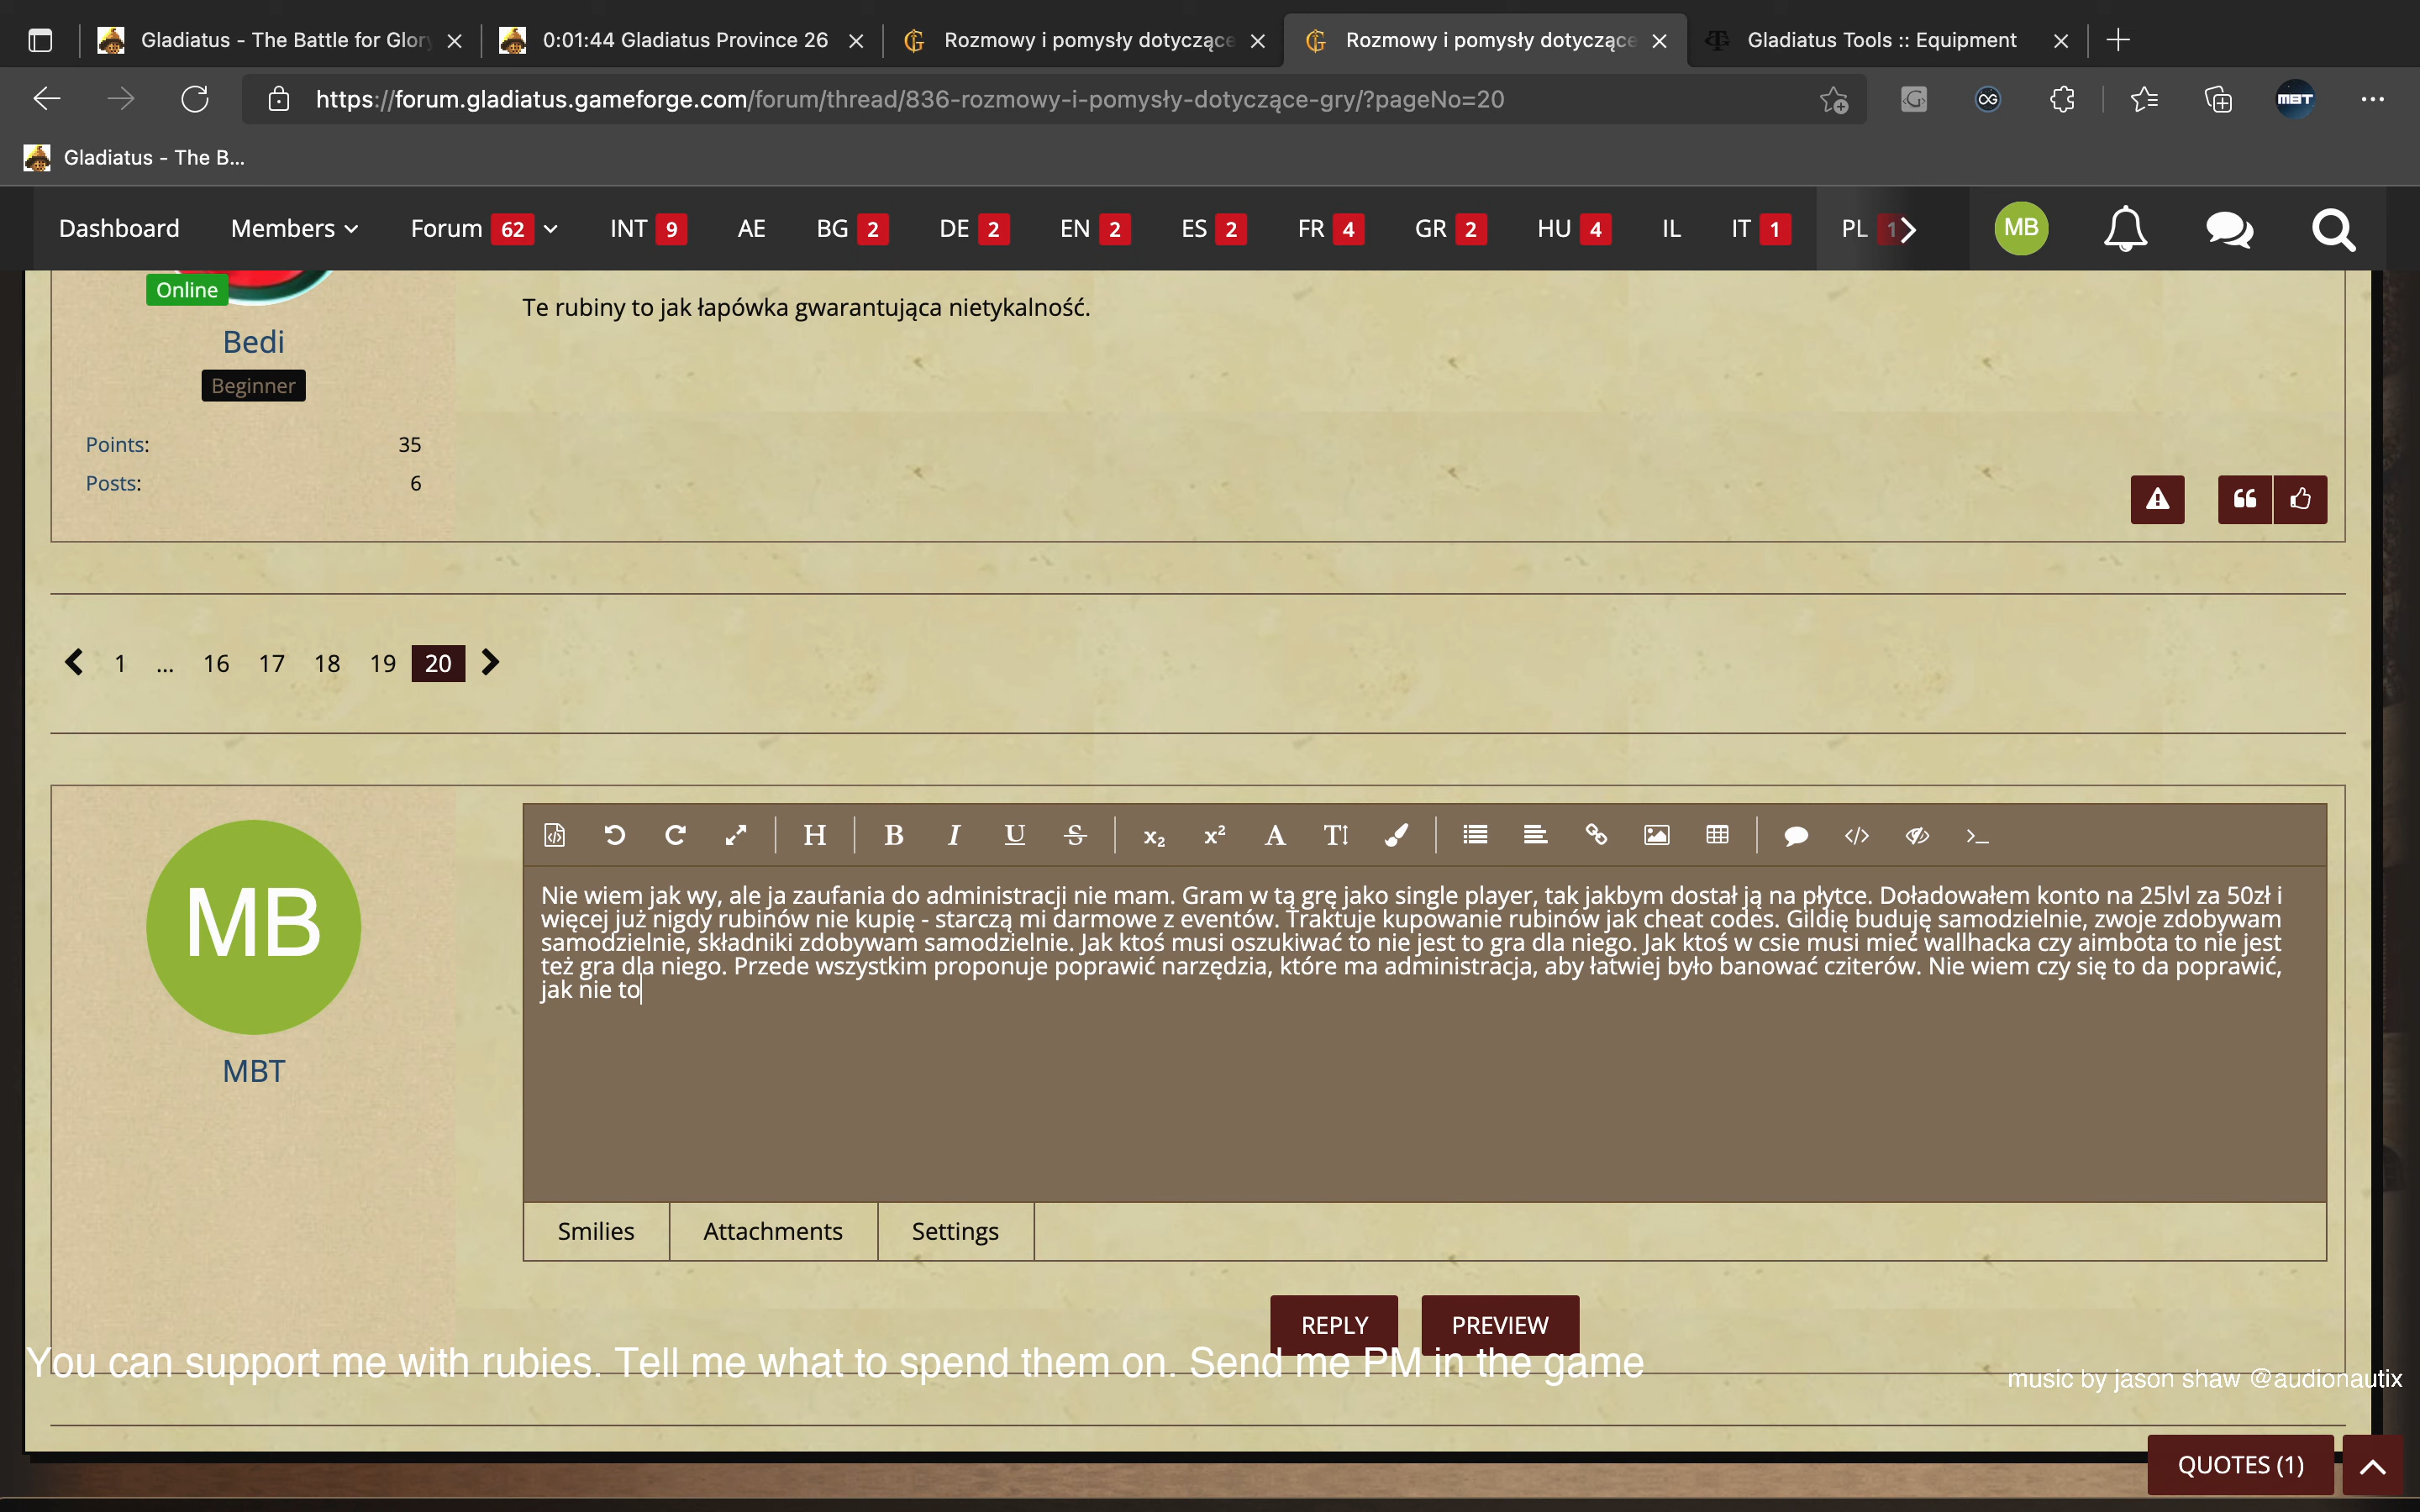 Gladiatus - The Battle for Glor
0:01:44 Gladiatus Province 26
Rozmowy i pomysły dotyczące
Rozmowy i pomysły dotyczące
Gladiatus Tools :: Equipment
https://forum.gladiatus.gameforge.com/forum/thread/836-rozmowy-i-pomysły-dotyczące-gry/?pageNo=20
MBT
Gladiatus - The B...
Dashboard Members Forum 62 INT 9 AE BG 2 DE 2 EN 2 ES 2 FR 4 GR 2 HU 4 IL IT 1 PL 1 MB
Online
Te rubiny to jak łapówka gwarantująca nietykalność.
Bedi
Beginner
Points: 35
Posts: 6
1 ... 16 17 18 19 20
H B I U S x₂ x² A T
MB
MBT
Nie wiem jak wy, ale ja zaufania do administracji nie mam. Gram w tą grę jako single player, tak jakbym dostał ją na płytce. Doładowałem konto na 25lvl za 50zł i
więcej już nigdy rubinów nie kupię - starczą mi darmowe z eventów. Traktuje kupowanie rubinów jak cheat codes. Gildię buduję samodzielnie, zwoje zdobywam
samodzielnie, składniki zdobywam samodzielnie. Jak ktoś musi oszukiwać to nie jest to gra dla niego. Jak ktoś w csie musi mieć wallhacka czy aimbota to nie jest
też gra dla niego. Przede wszystkim proponuje poprawić narzędzia, które ma administracja, aby łatwiej było banować cziterów. Nie wiem czy się to da poprawić,
jak nie to
Smilies Attachments Settings
REPLY PREVIEW
You can support me with rubies. Tell me what to spend them on. Send me PM in the game
music by jason shaw @audionautix
QUOTES (1)